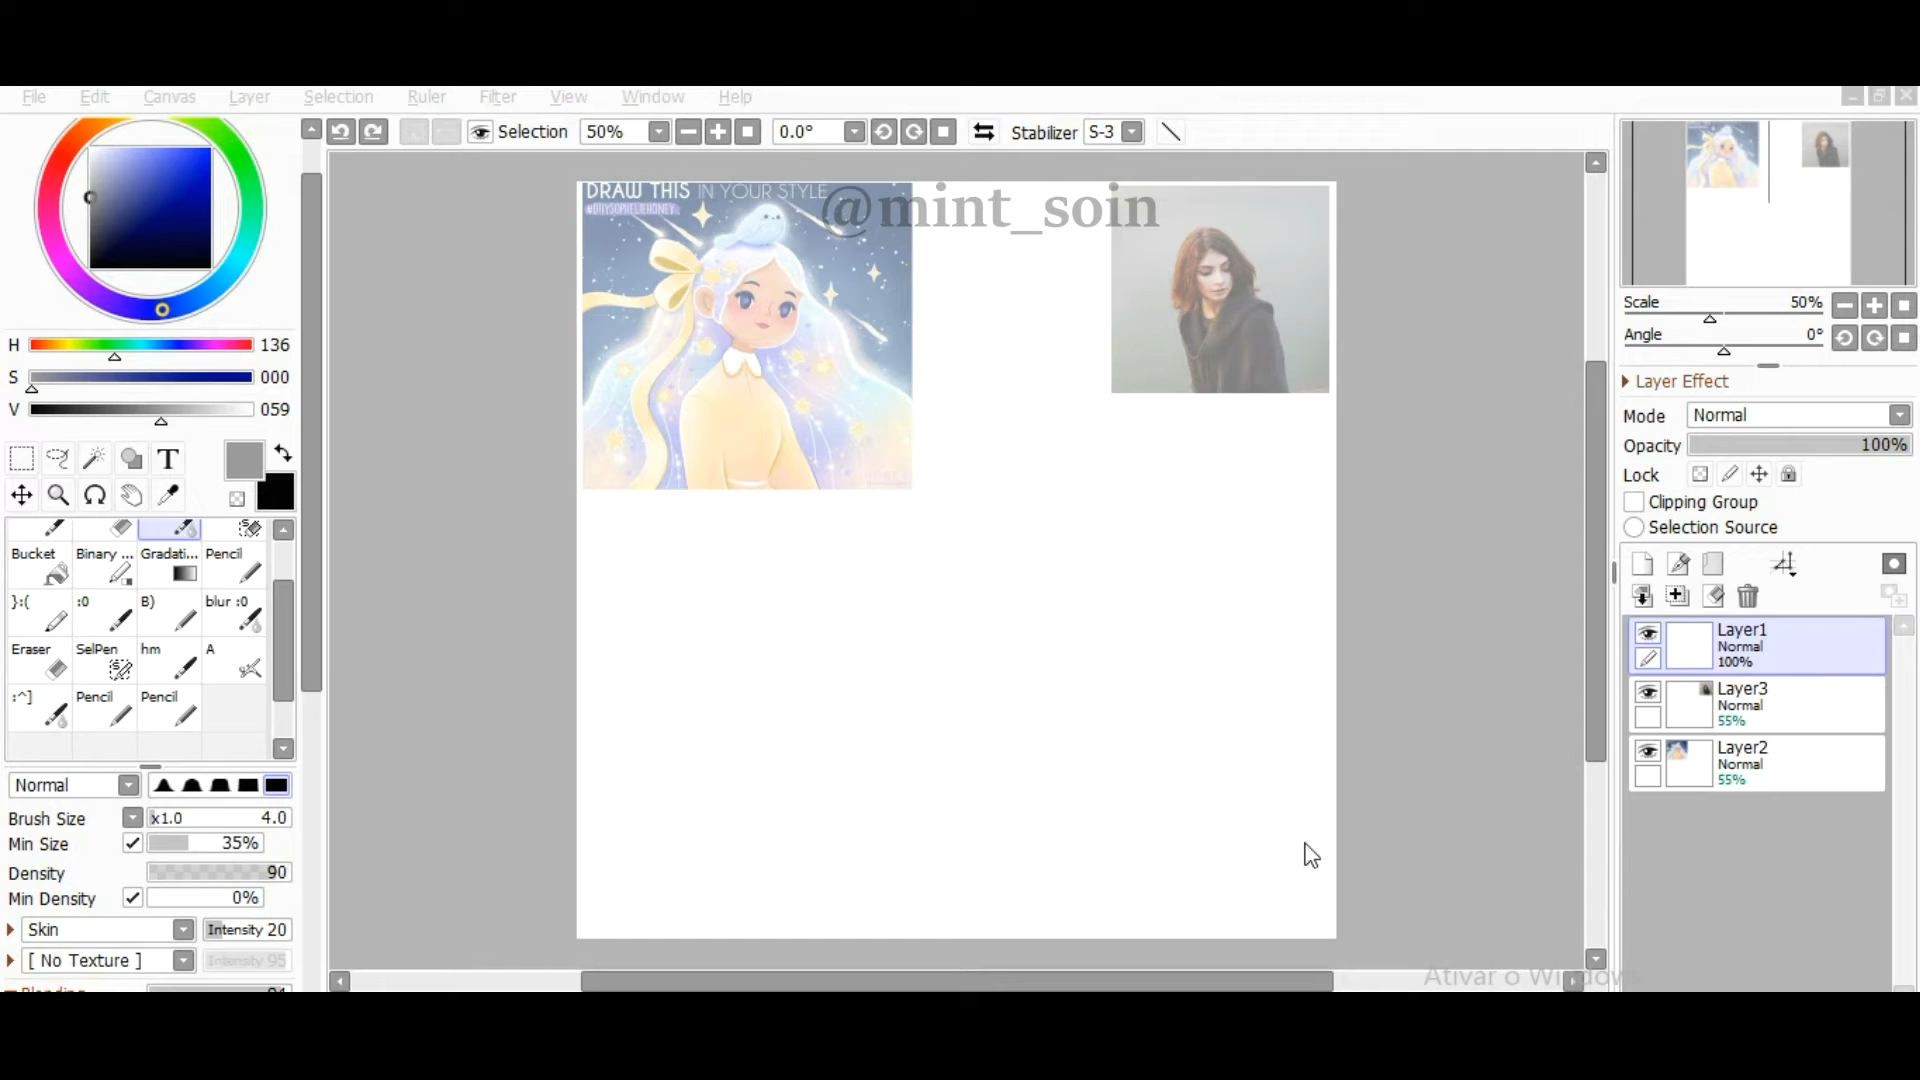 File Edit Canvas Layer Selection Ruler Filter View Window Help
Selection 50% 0.0° Stabilizer S-3
DRAW THIS IN YOUR STYLE
@mint_soin
H 136
S 000
V 059
T
Bucket Binary ... Gradati... Pencil
}:( :0 B) blur :0
Eraser SelPen hm A
:^] Pencil Pencil
Normal
Brush Size x1.0 4.0
Min Size 35%
Density 90
Min Density 0%
Skin Intensity 20
[ No Texture ] Intensity 95
Blending 94
Scale 50%
Angle 0°
Layer Effect
Mode Normal
Opacity 100%
Lock
Clipping Group
Selection Source
Layer1
Normal
100%
Layer3
Normal
55%
Layer2
Normal
55%
Ativar o Windows